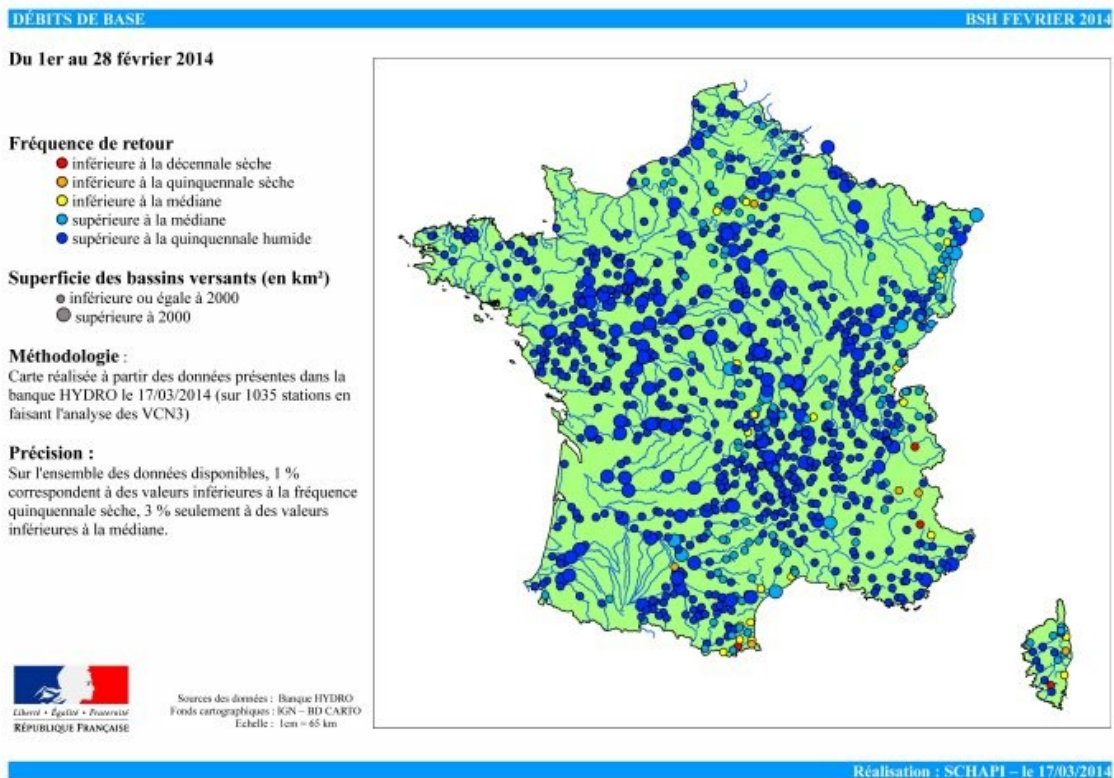 DÉBITS DE BASE
BSH FEVRIER 2014
Du 1er au 28 février 2014
Fréquence de retour
inférieure à la décennale sèche
inférieure à la quinquennale sèche
inférieure à la médiane
supérieure à la médiane
supérieure à la quinquennale humide
Superficie des bassins versants (en km²)
inférieure ou égale à 2000
supérieure à 2000
Méthodologie :
Carte réalisée à partir des données présentes dans la
banque HYDRO le 17/03/2014 (sur 1035 stations en
faisant l'analyse des VCN3)
Précision :
Sur l'ensemble des données disponibles, 1 %
correspondent à des valeurs inférieures à la fréquence
quinquennale sèche, 3 % seulement à des valeurs
inférieures à la médiane.
Liberté • Égalité • Fraternité
RÉPUBLIQUE FRANÇAISE
Sources des données : Banque HYDRO
Fonds cartographiques : IGN – BD CARTO
Echelle : 1cm = 65 km
Réalisation : SCHAPI – le 17/03/2014